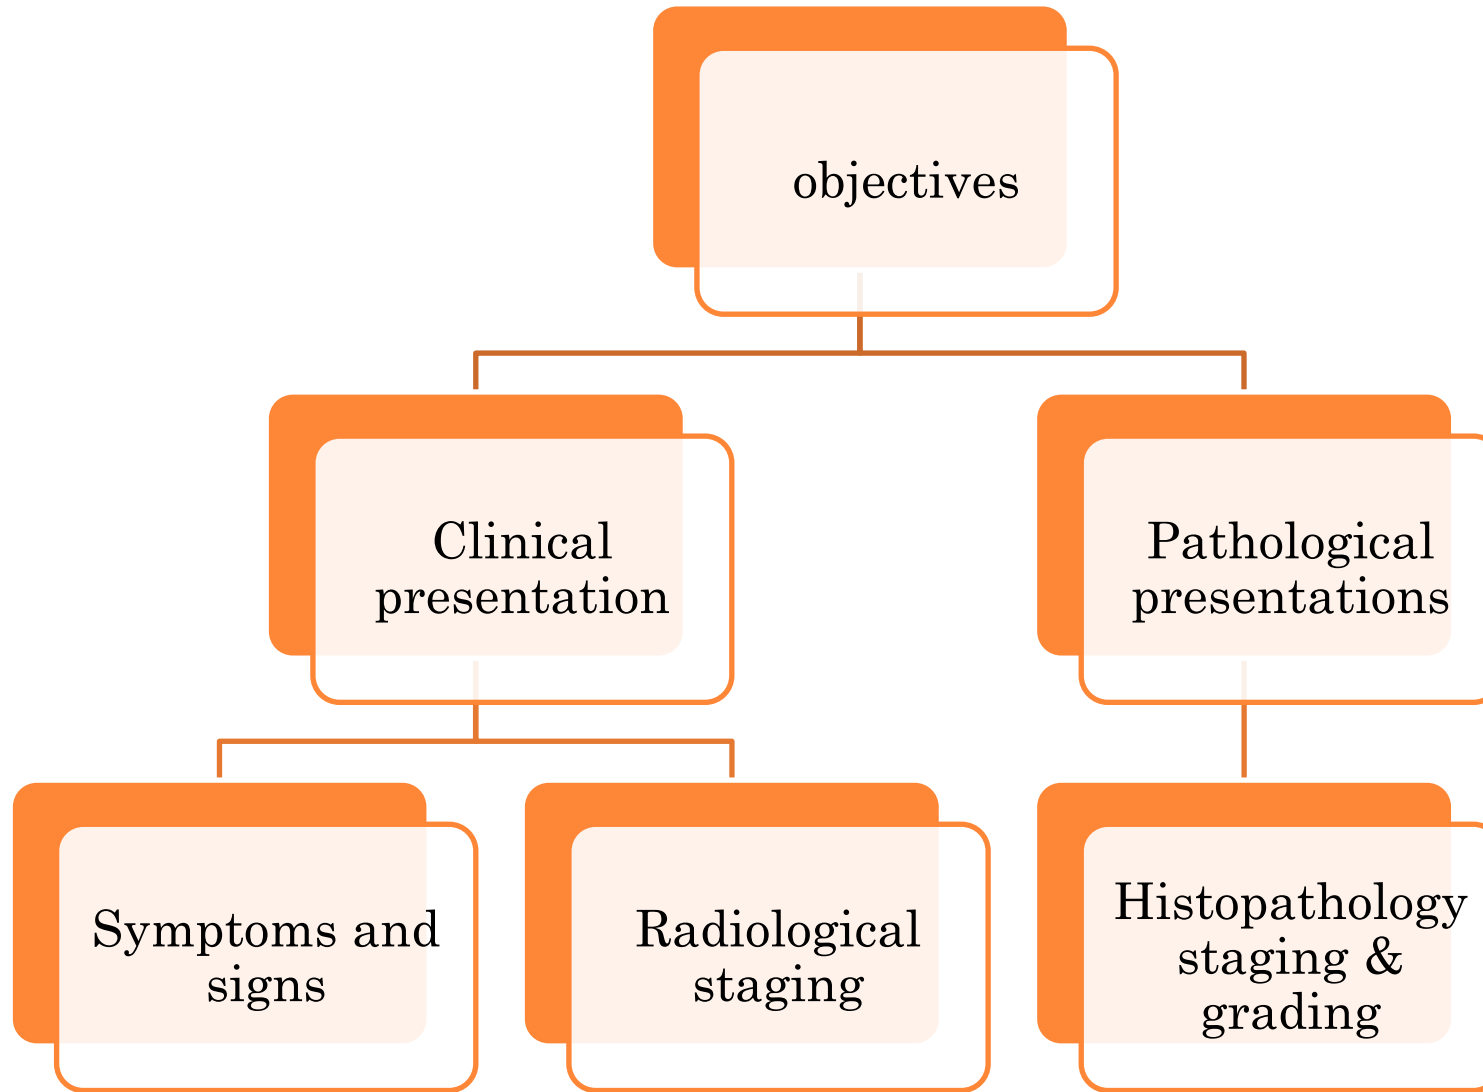 objectives
Clinical
presentation
Pathological
presentations
Symptoms and
signs
Radiological
staging
Histopathology
staging &
grading